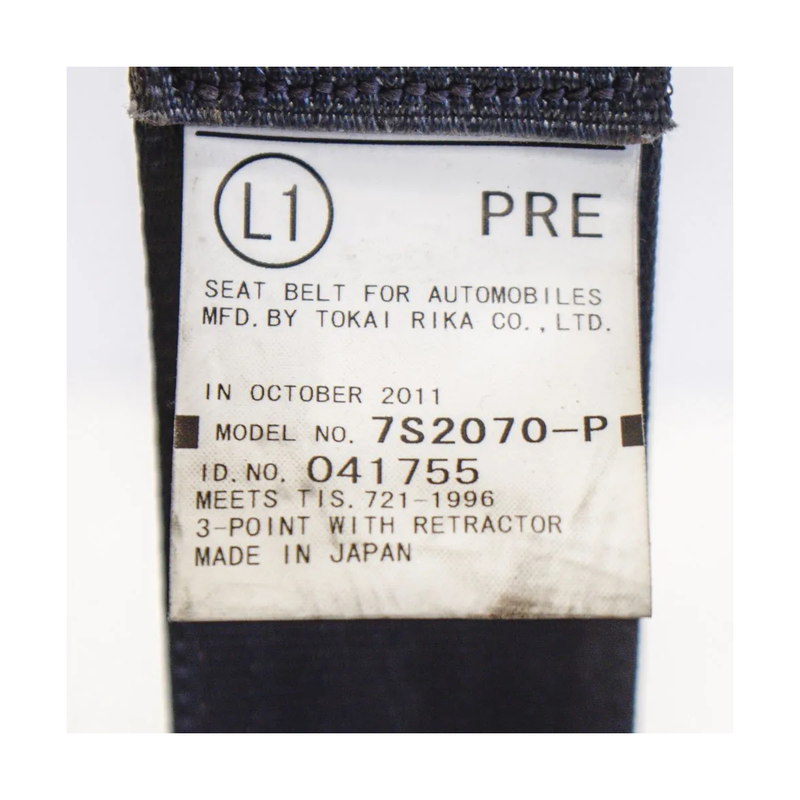 L1 PRE
SEAT BELT FOR AUTOMOBILES
MFD. BY TOKAI RIKA CO., LTD.
IN OCTOBER 2011
MODEL NO. 7S2070-P
ID. NO. 041755
MEETS TIS. 721-1996
3-POINT WITH RETRACTOR
MADE IN JAPAN